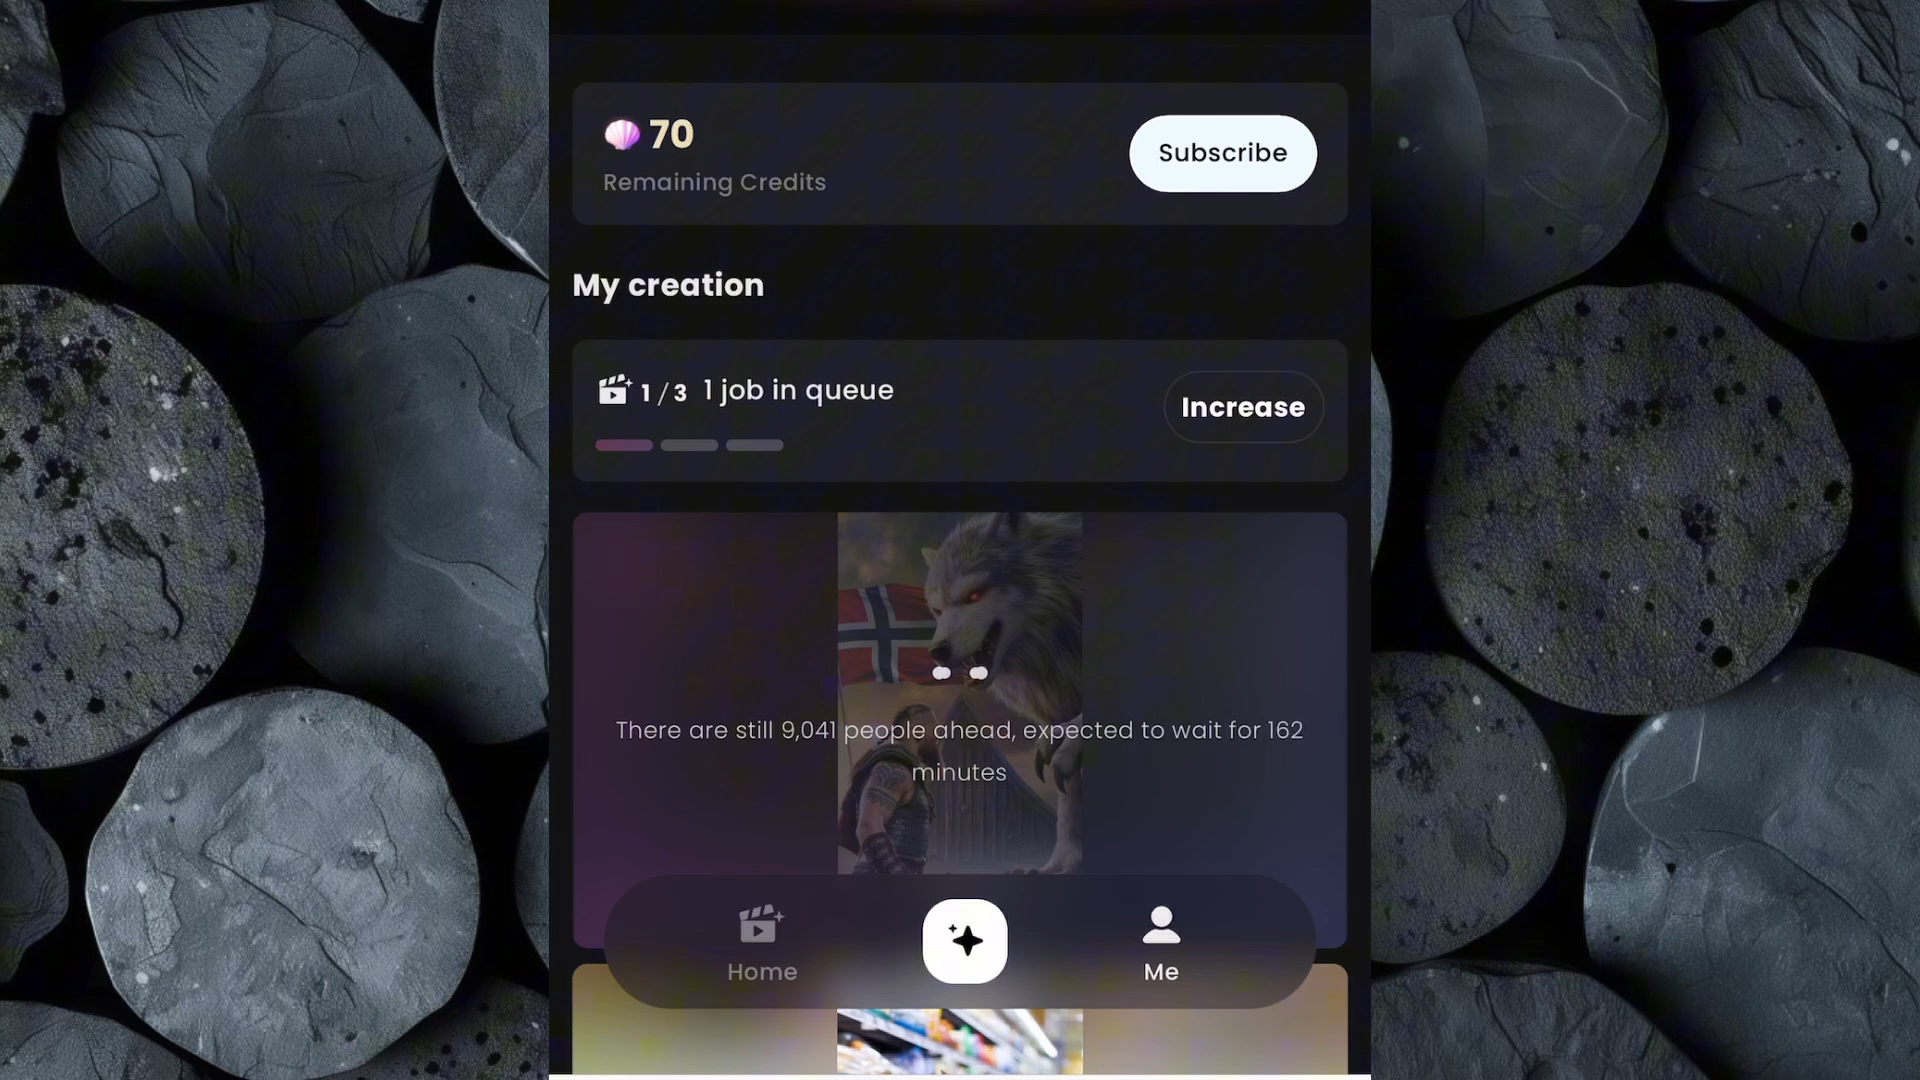 70
Remaining Credits
Subscribe
My creation
1 / 3 1 job in queue
Increase
There are still 9,041 people ahead, expected to wait for 162
minutes
Home
Me